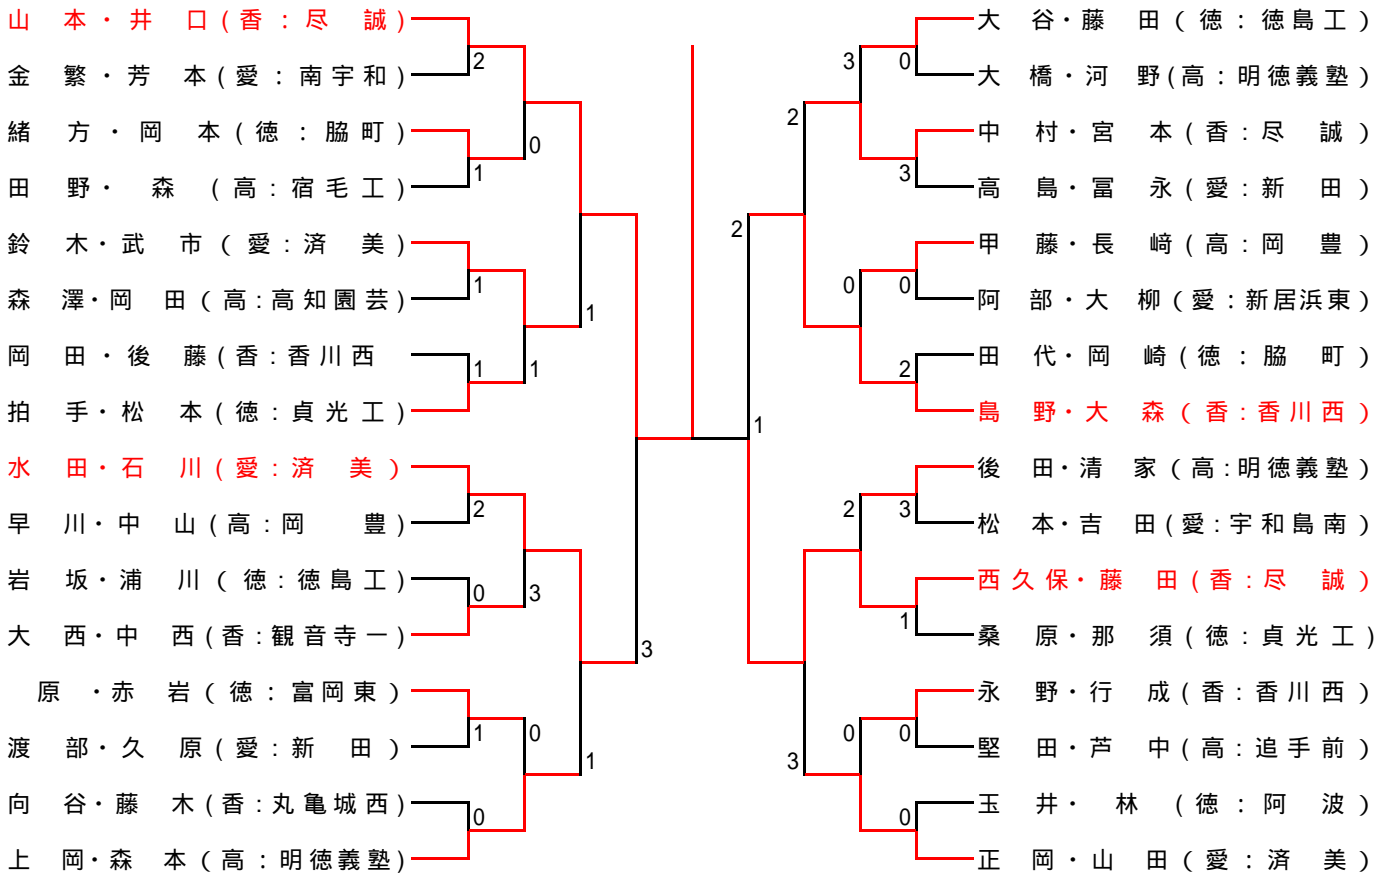 山本・井口(香:尽誠)
2
金繁・芳本(愛:南宇和)
0
緒方・岡本(徳:脇町)
1
田野・森(高:宿毛工)
1
鈴木・武市(愛:済美)
1
森澤・岡田(高:高知園芸)
1
岡田・後藤(香:香川西
1
拍手・松本(徳:貞光工)
3
水田・石川(愛:済美)
2
早川・中山(高:岡豊)
3
岩坂・浦川(徳:徳島工)
0
大西・中西(香:観音寺一)
1
原・赤岩(徳:富岡東)
1
渡部・久原(愛:新田)
0
向谷・藤木(香:丸亀城西)
0
上岡・森本(高:明徳義塾)
1
大谷・藤田(徳:徳島工)
0
大橋・河野(高:明徳義塾)
3
中村・宮本(香:尽誠)
3
高島・冨永(愛:新田)
2
甲藤・長﨑(高:岡豊)
0
阿部・大柳(愛:新居浜東)
0
田代・岡崎(徳:脇町)
2
島野・大森(香:香川西)
2
後田・清家(高:明徳義塾)
3
松本・吉田(愛:宇和島南)
2
西久保・藤田(香:尽誠)
1
桑原・那須(徳:貞光工)
3
永野・行成(香:香川西)
0
堅田・芦中(高:追手前)
0
玉井・林(徳:阿波)
0
正岡・山田(愛:済美)